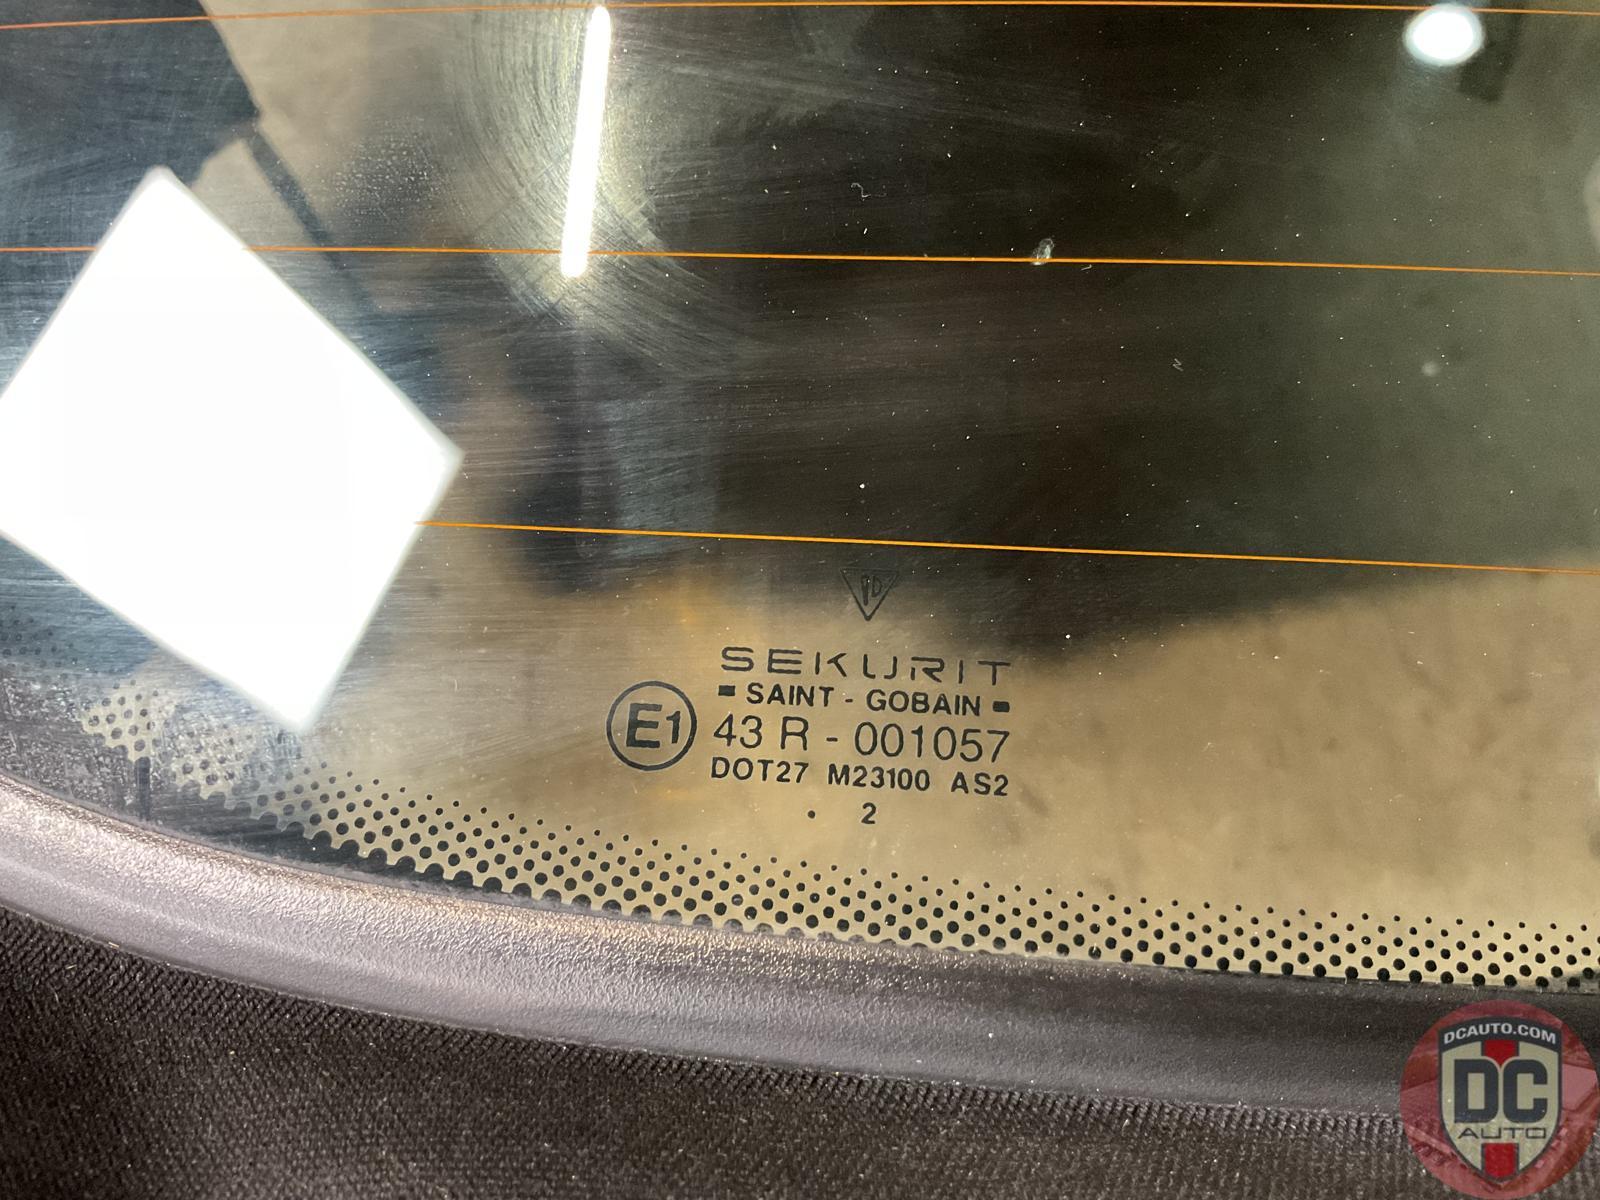 SEKURIT
SAINT - GOBAIN
E1
43 R - 001057
DOT27 M23100 AS2
. 2
DCAUTO.COM
DC
AUTO